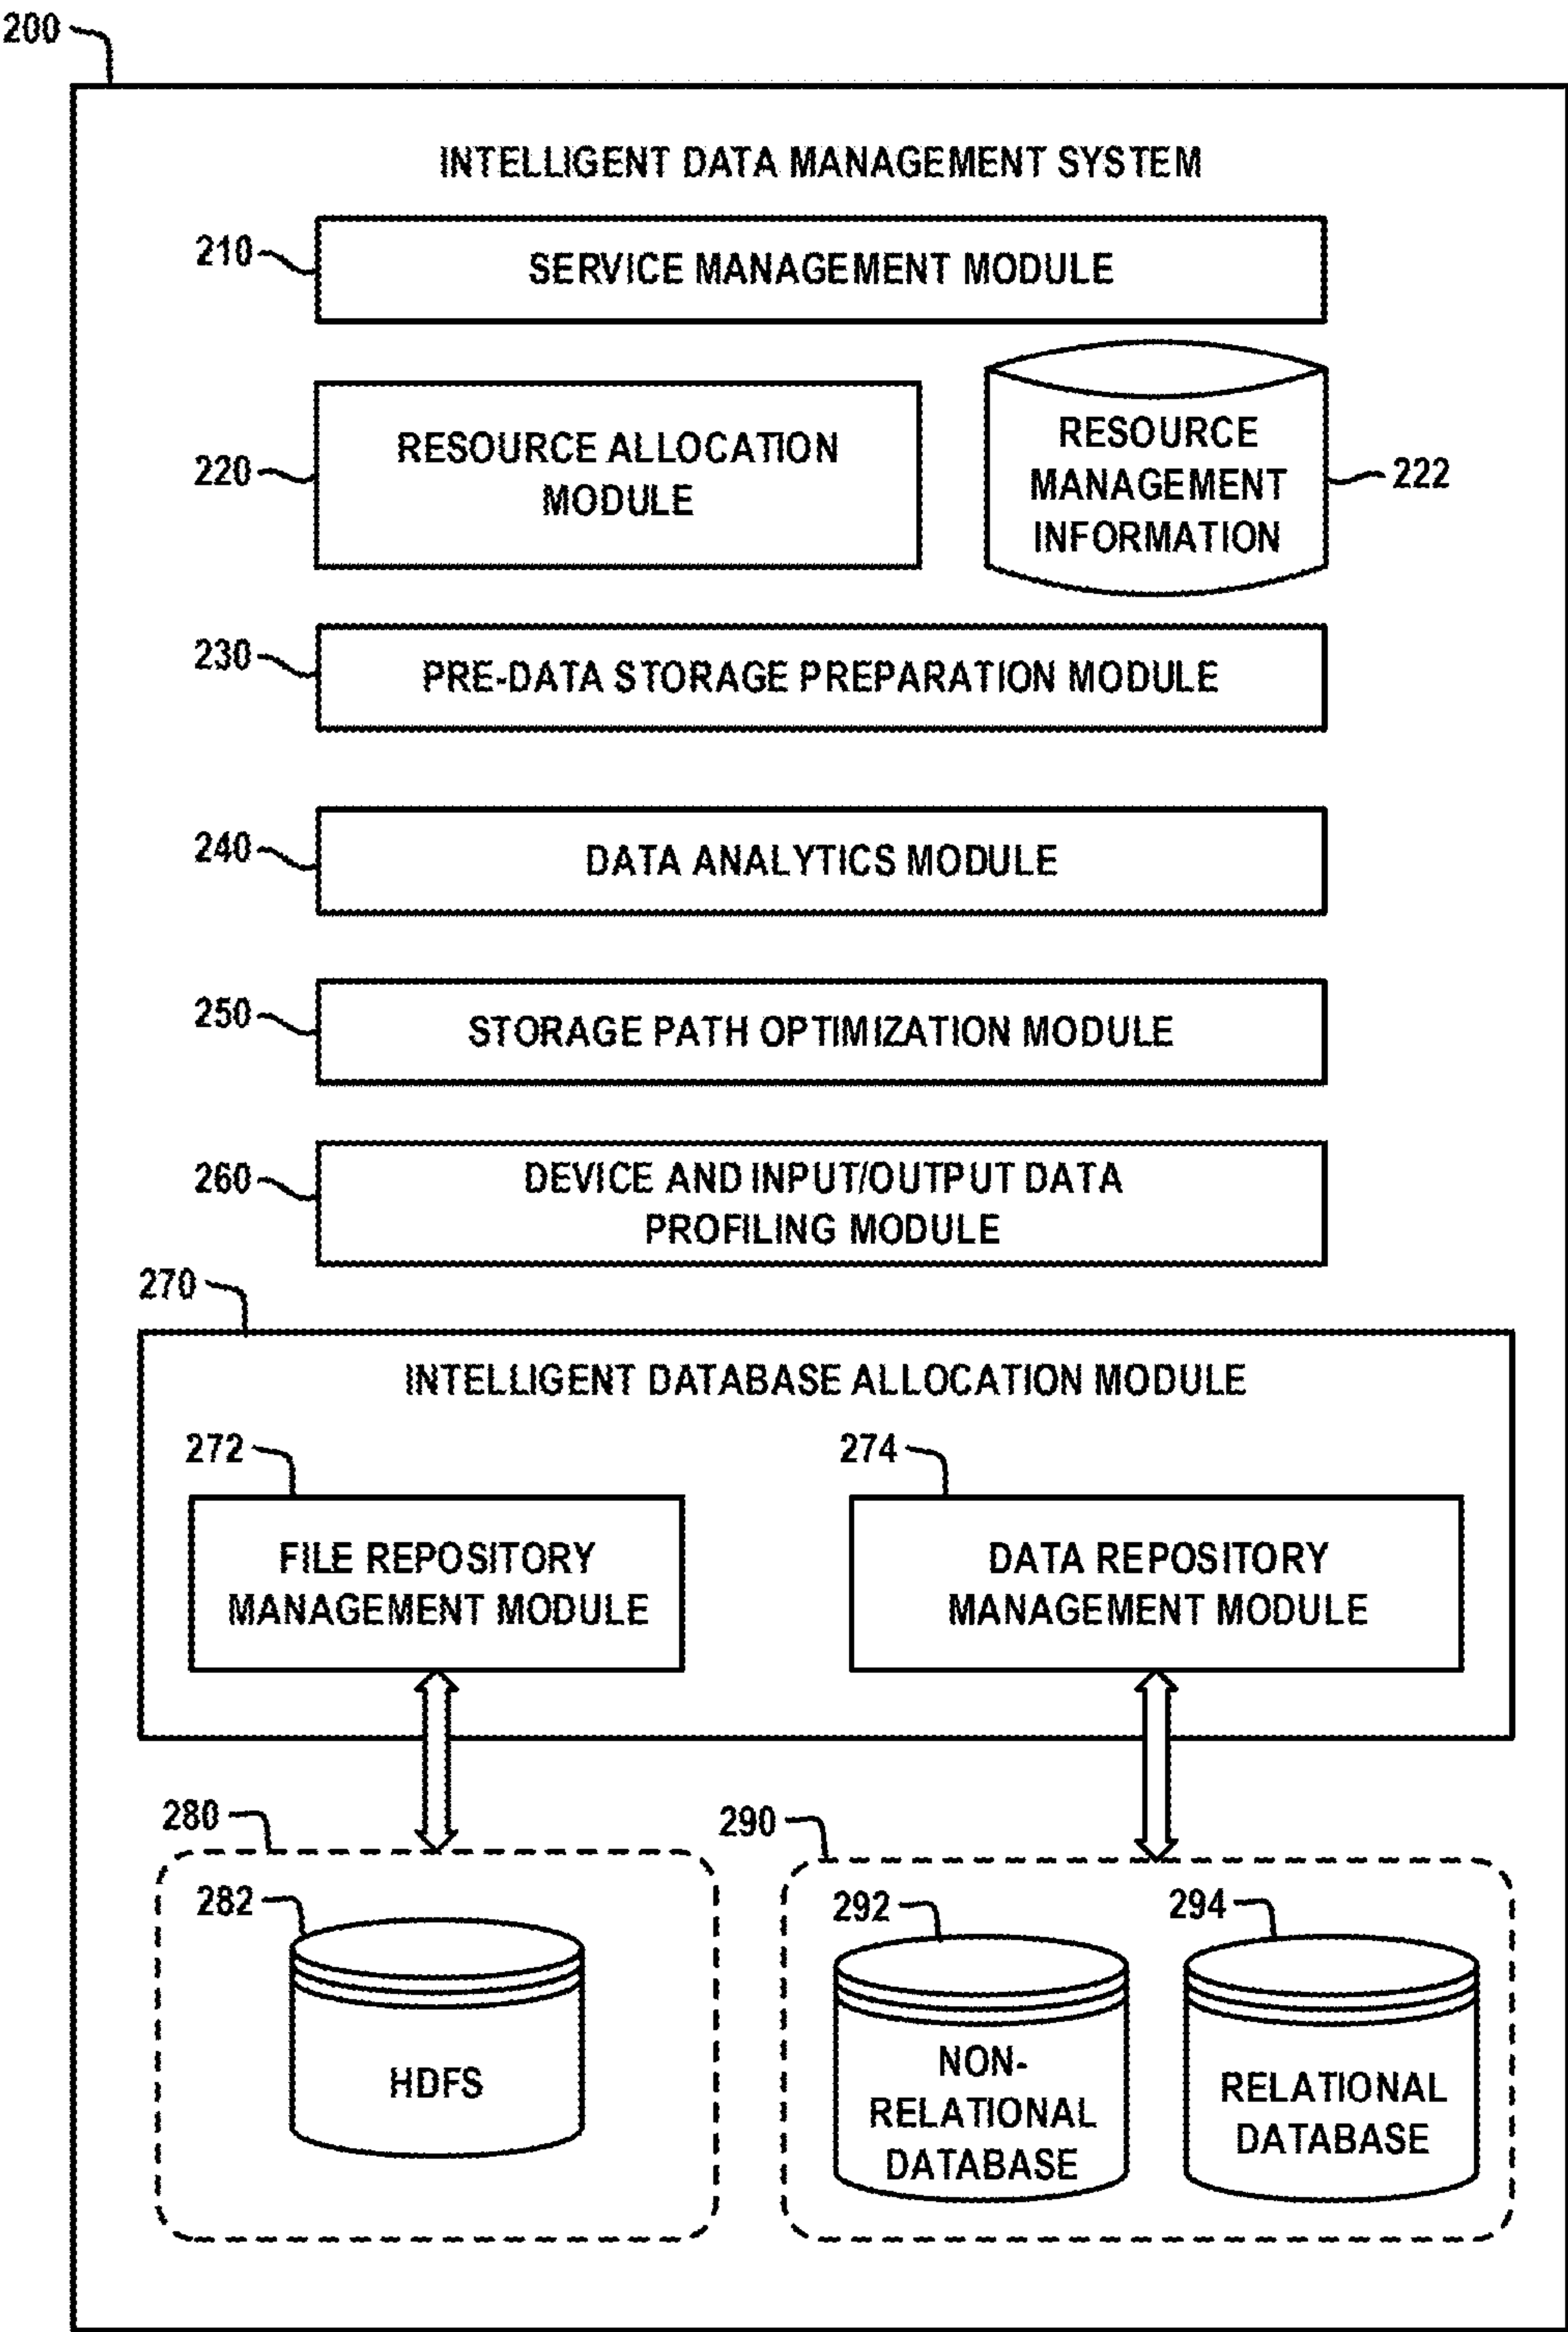 200
INTELLIGENT DATA MANAGEMENT SYSTEM
210
SERVICE MANAGEMENT MODULE
220
RESOURCE ALLOCATION
MODULE
RESOURCE
MANAGEMENT
INFORMATION
222
230
PRE-DATA STORAGE PREPARATION MODULE
240
DATA ANALYTICS MODULE
250
STORAGE PATH OPTIMIZATION MODULE
260
DEVICE AND INPUT/OUTPUT DATA
PROFILING MODULE
270
INTELLIGENT DATABASE ALLOCATION MODULE
272
FILE REPOSITORY
MANAGEMENT MODULE
274
DATA REPOSITORY
MANAGEMENT MODULE
280
282
HDFS
290
292
NON-
RELATIONAL
DATABASE
294
RELATIONAL
DATABASE